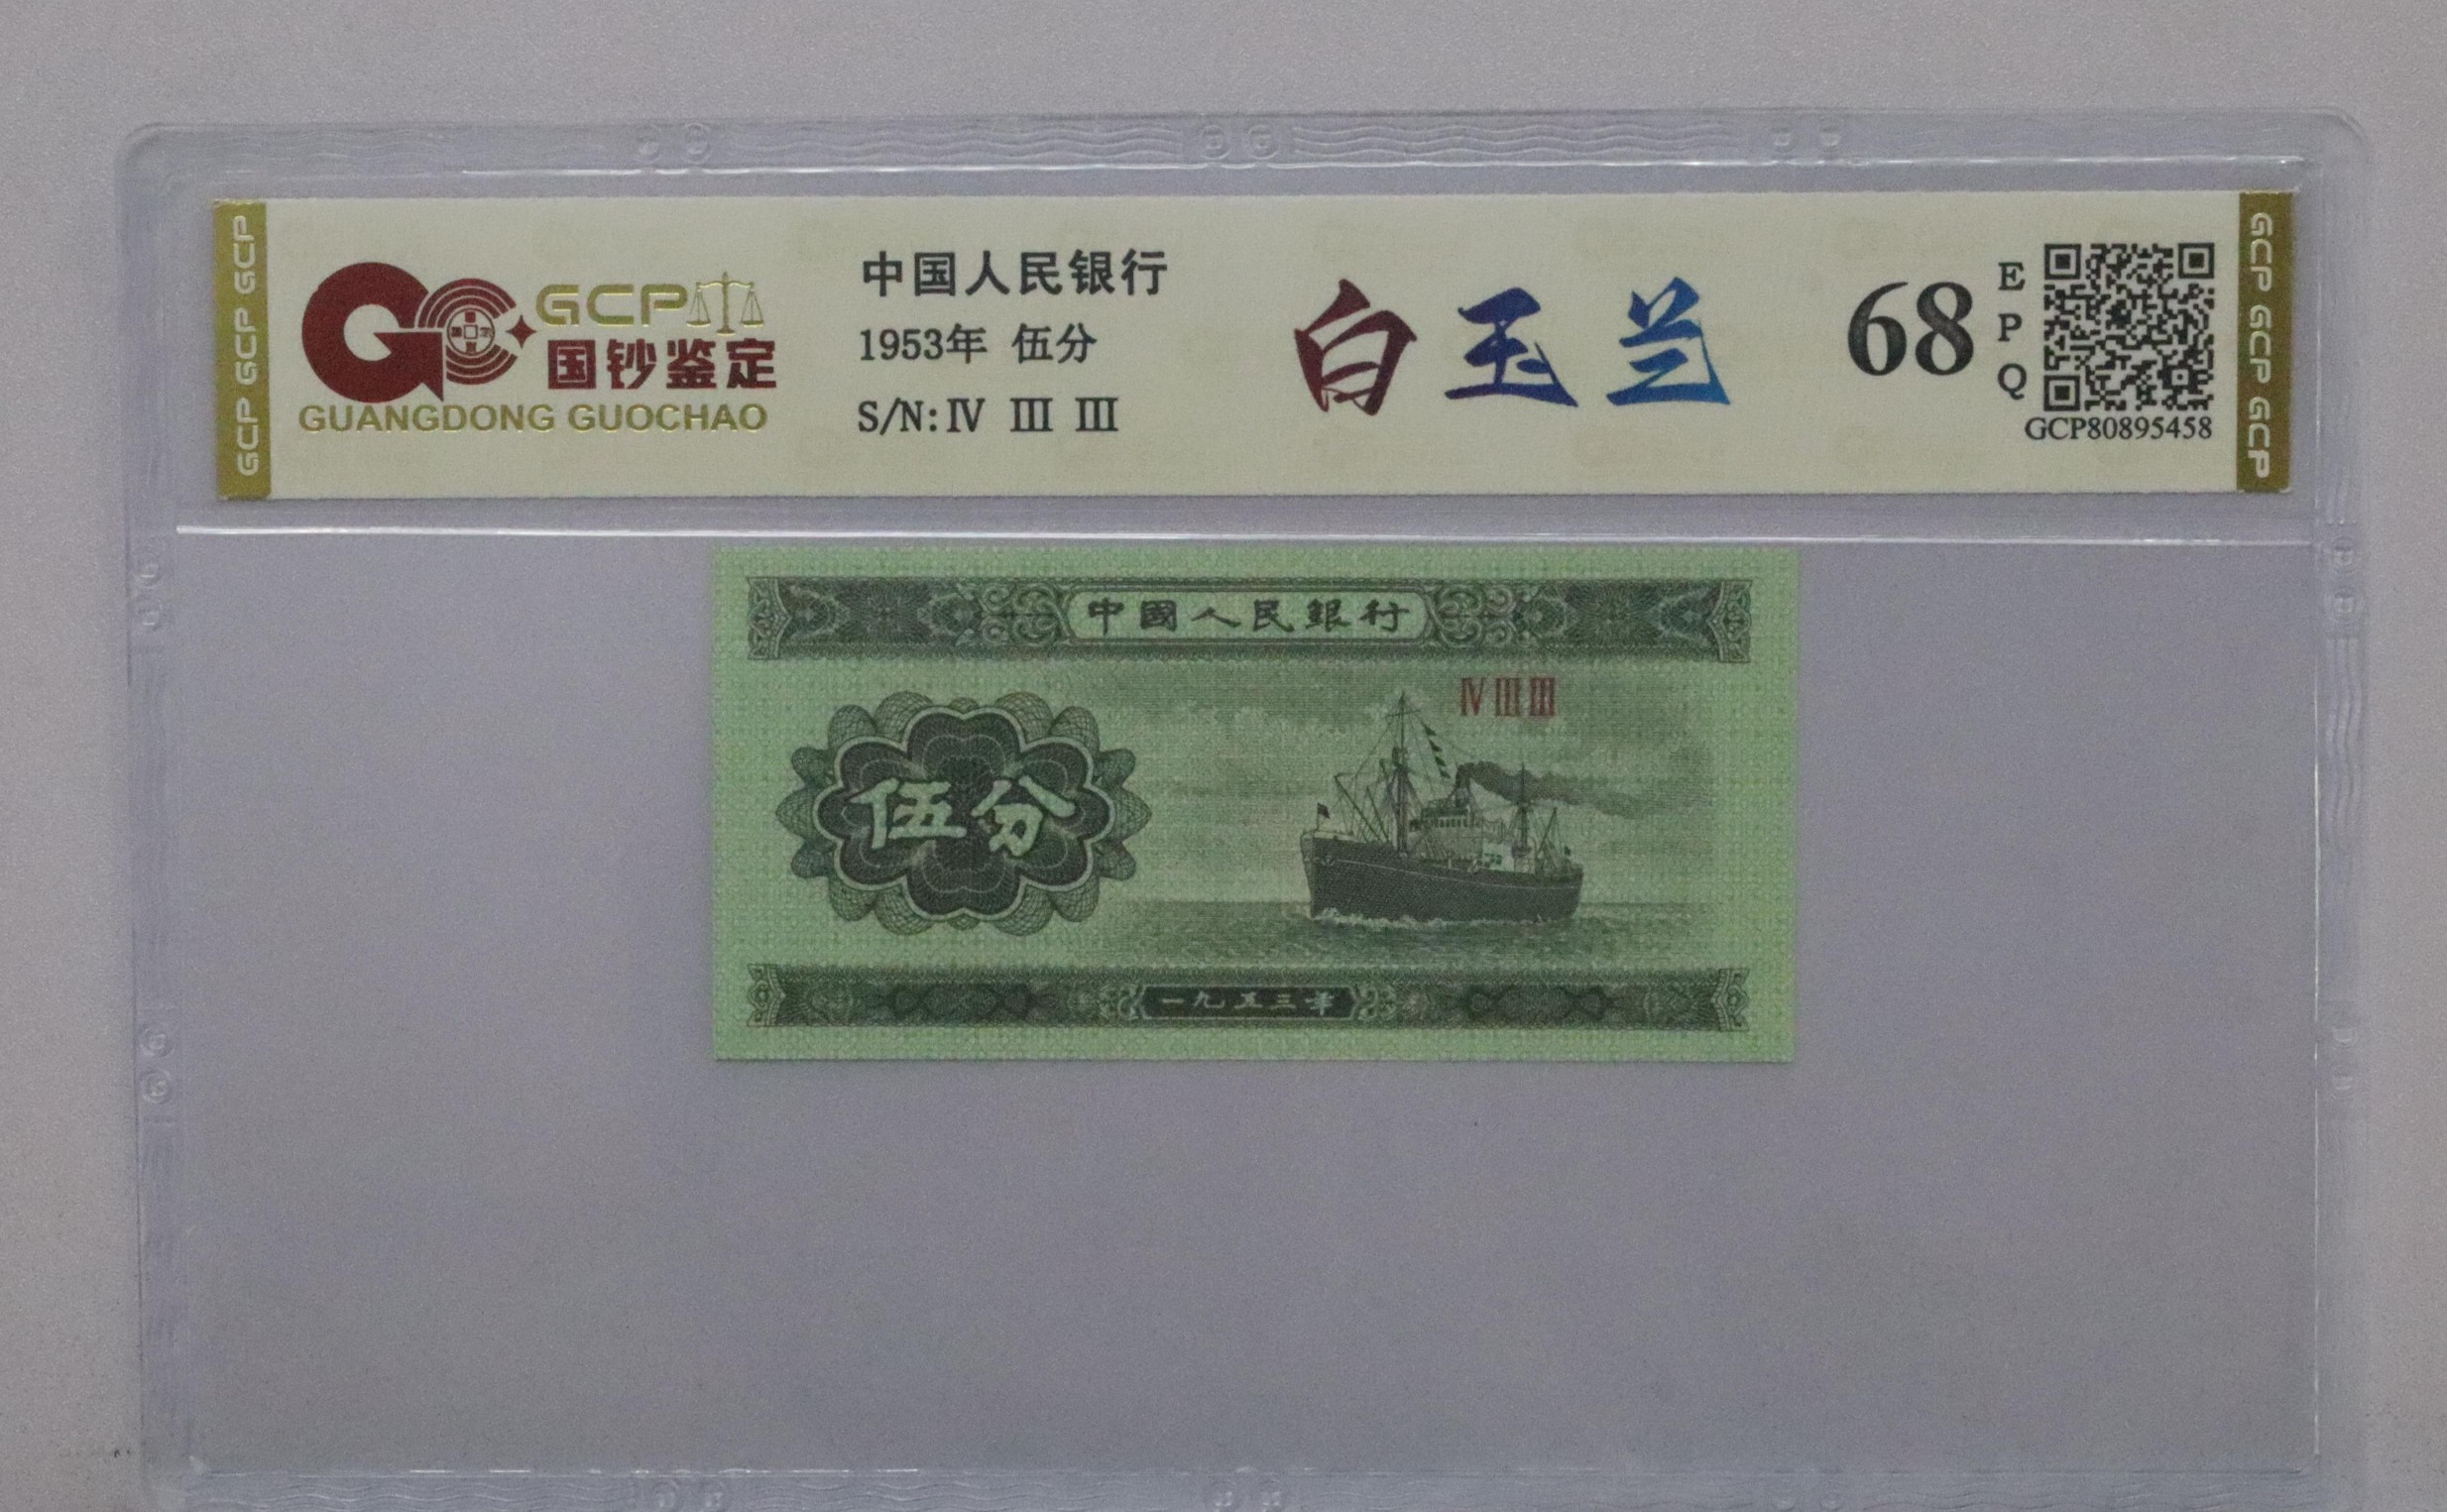 GCP GCP GCP
GCP
国钞鉴定
GUANGDONG GUOCHAO
中国人民银行
1953年 伍分
S/N: Ⅳ Ⅲ Ⅲ
白玉兰
68
E
P
Q
GCP80895458
GCP GCP GCP
中國人民銀行
Ⅳ Ⅲ Ⅲ
伍分
一九五三年